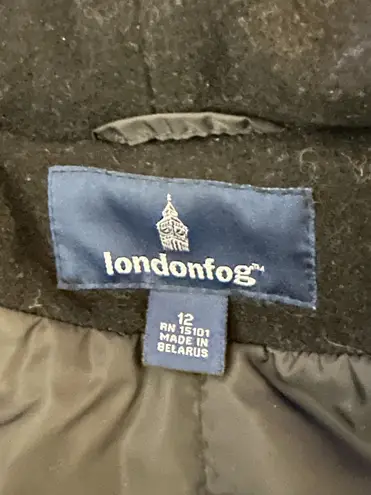 londonfog™
12
RN 15101
MADE IN
BELARUS